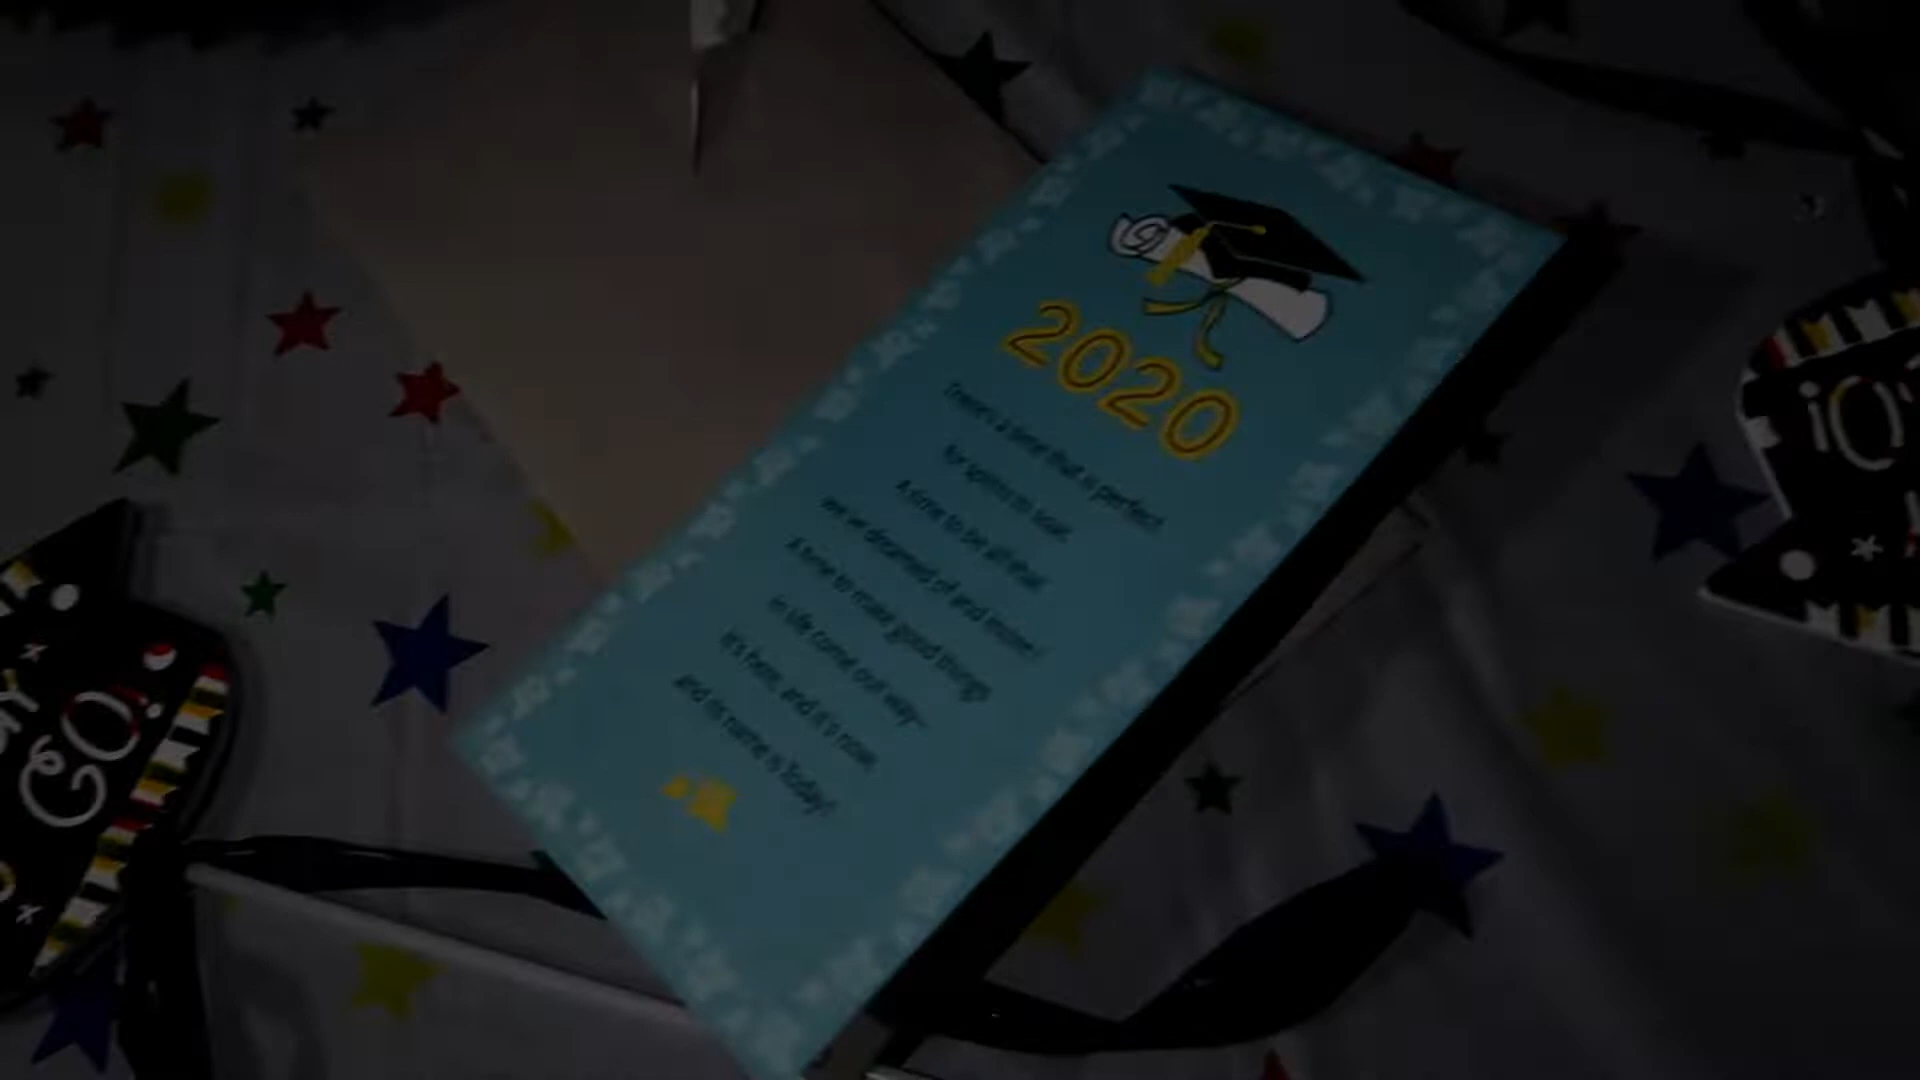 2020
There's a time that is perfect
for spirits to soar,
A time to be all that
we've dreamed of and more/
A time to make good things
in life come our way-
It's here, and it's now,
and its name is Today!
GO!